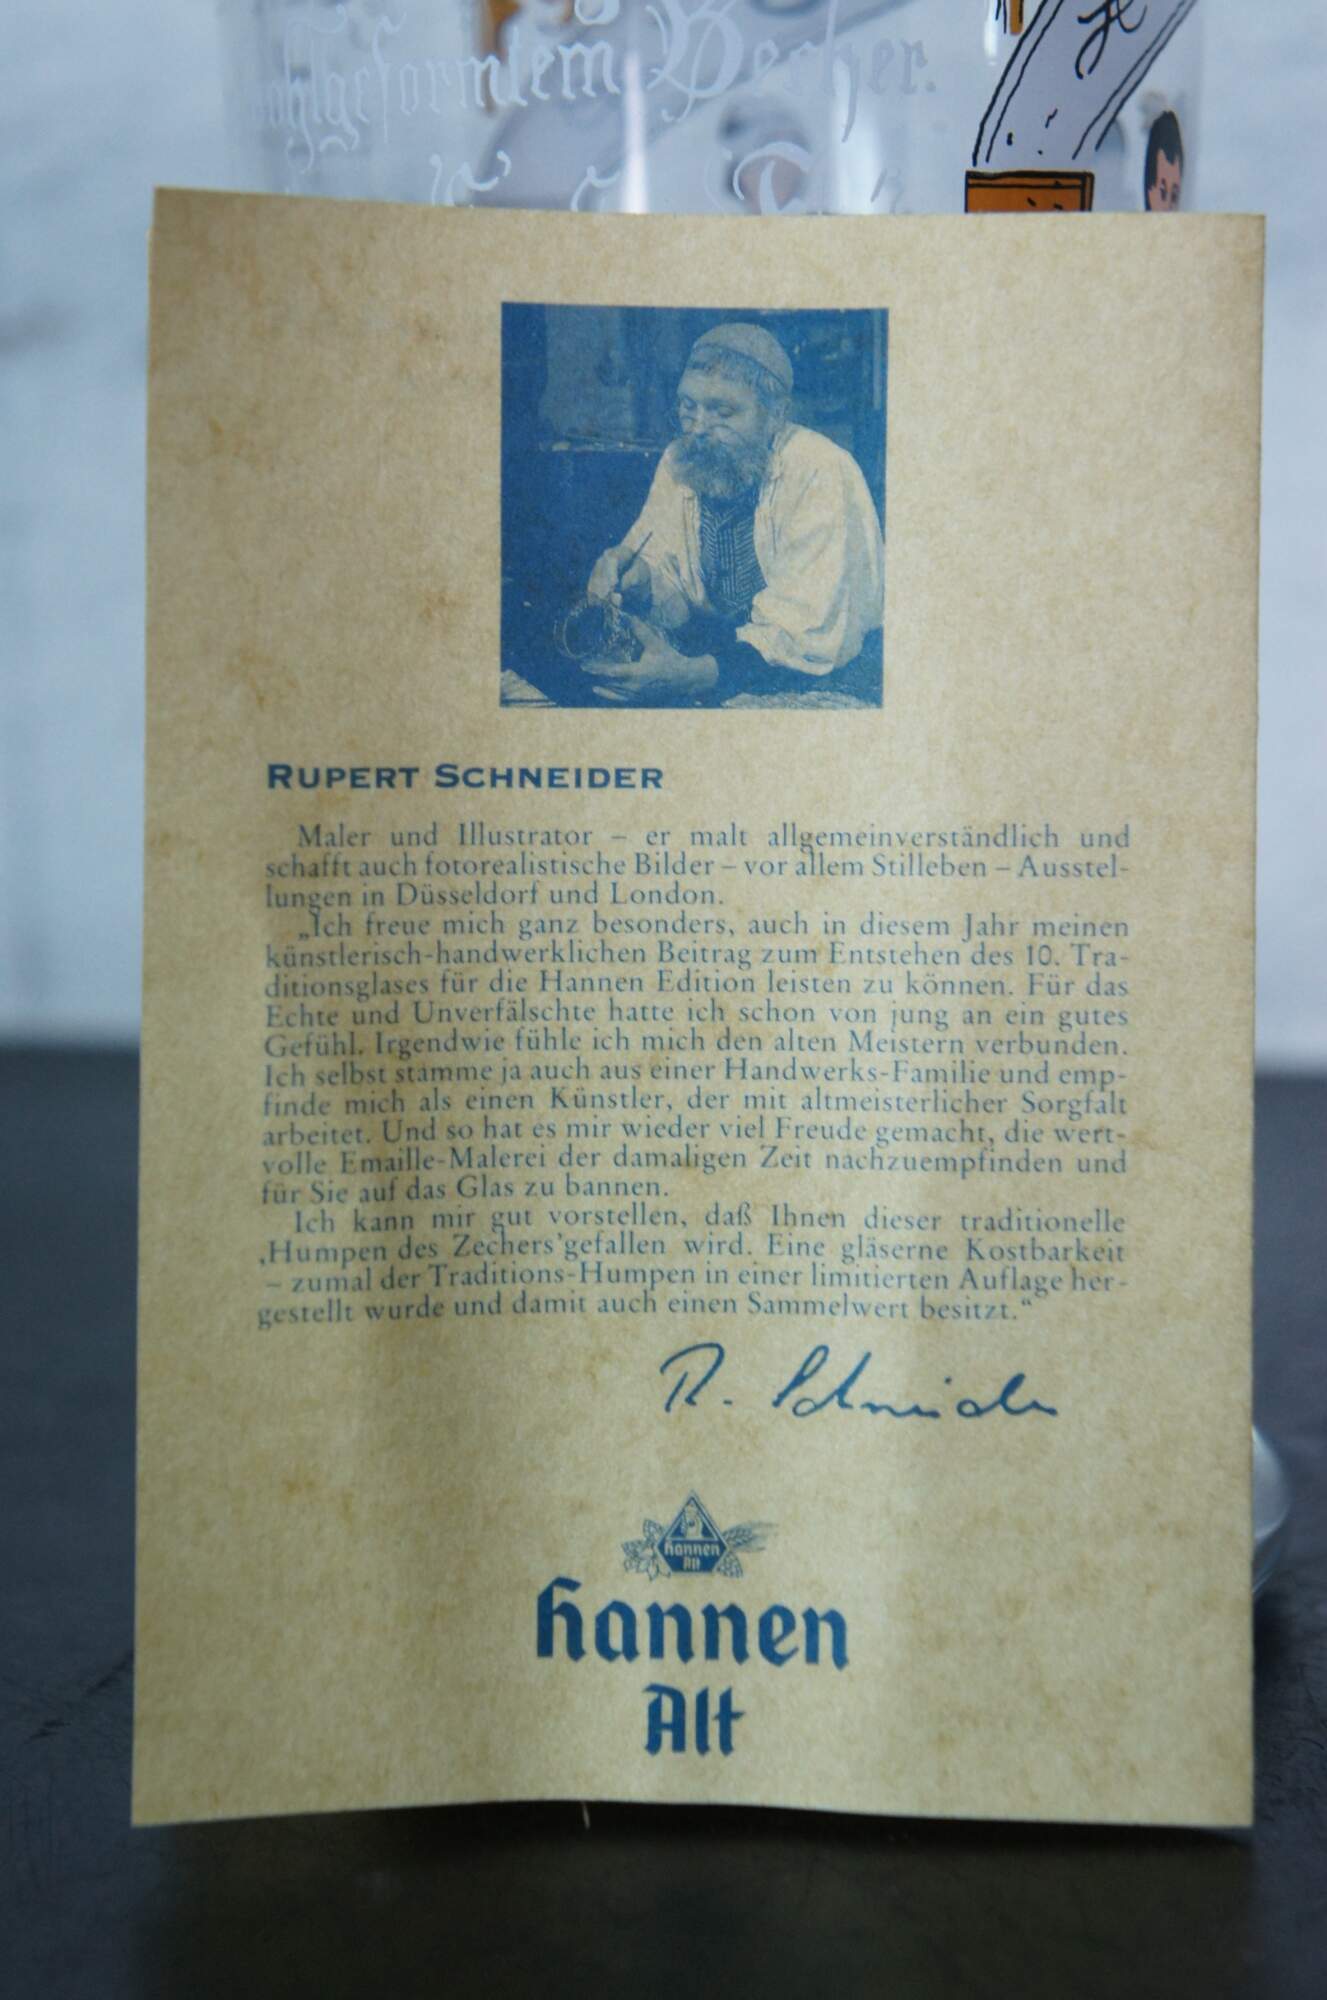 wohlgeformtem Becher.
RUPERT SCHNEIDER
Maler und Illustrator – er malt allgemeinverständlich und
schafft auch fotorealistische Bilder – vor allem Stilleben – Ausstel-
lungen in Düsseldorf und London.
„Ich freue mich ganz besonders, auch in diesem Jahr meinen
künstlerisch-handwerklichen Beitrag zum Entstehen des 10. Tra-
ditionsglases für die Hannen Edition leisten zu können. Für das
Echte und Unverfälschte hatte ich schon von jung an ein gutes
Gefühl. Irgendwie fühle ich mich den alten Meistern verbunden.
Ich selbst stamme ja auch aus einer Handwerks-Familie und emp-
finde mich als einen Künstler, der mit altmeisterlicher Sorgfalt
arbeitet. Und so hat es mir wieder viel Freude gemacht, die wert-
volle Emaille-Malerei der damaligen Zeit nachzuempfinden und
für Sie auf das Glas zu bannen.
Ich kann mir gut vorstellen, daß Ihnen dieser traditionelle
‚Humpen des Zechers' gefallen wird. Eine gläserne Kostbarkeit
– zumal der Traditions-Humpen in einer limitierten Auflage her-
gestellt wurde und damit auch einen Sammelwert besitzt.“
R. Schneider
Hannen
Alt
Hannen
Alt